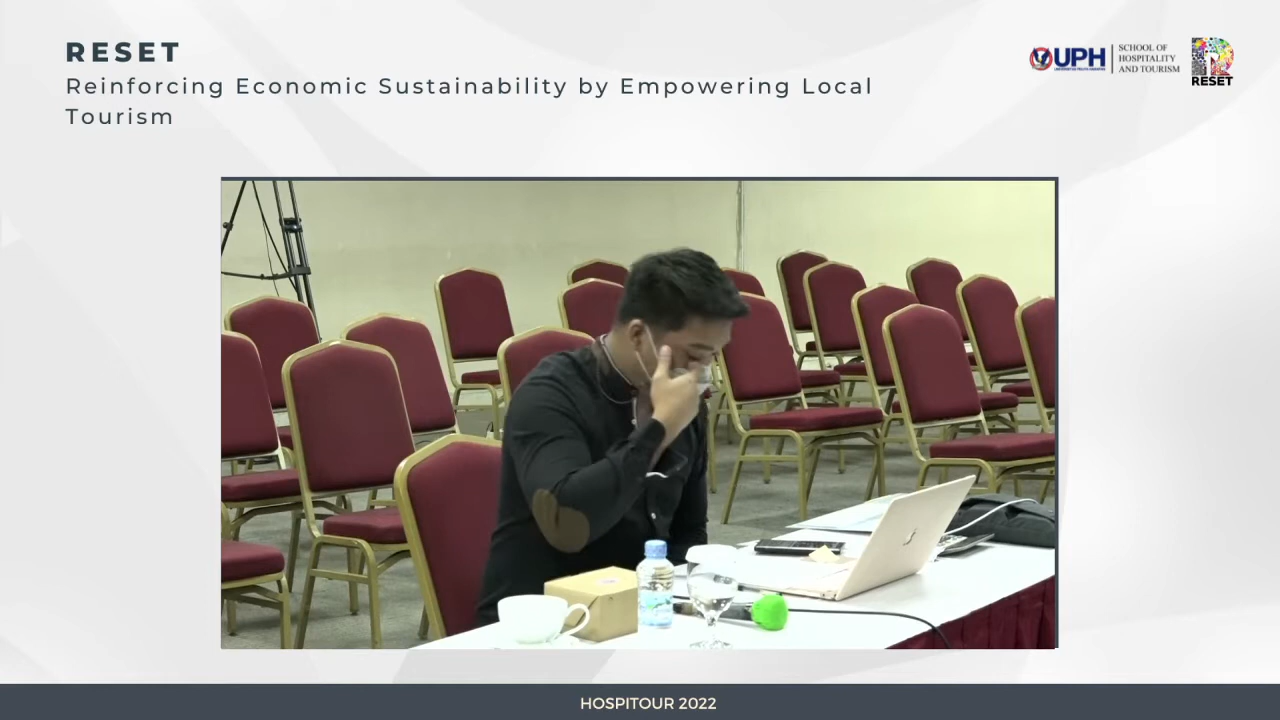 RESET
Reinforcing Economic Sustainability by Empowering Local
Tourism
UPH
SCHOOL OF
HOSPITALITY
AND TOURISM
RESET
HOSPITOUR 2022